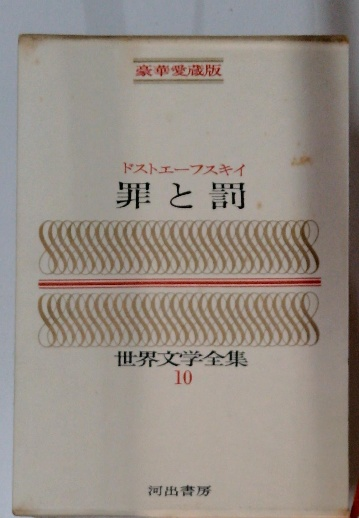 豪華愛蔵版
ドストエーフスキイ
罪と罰
世界文学全集
10
河出書房